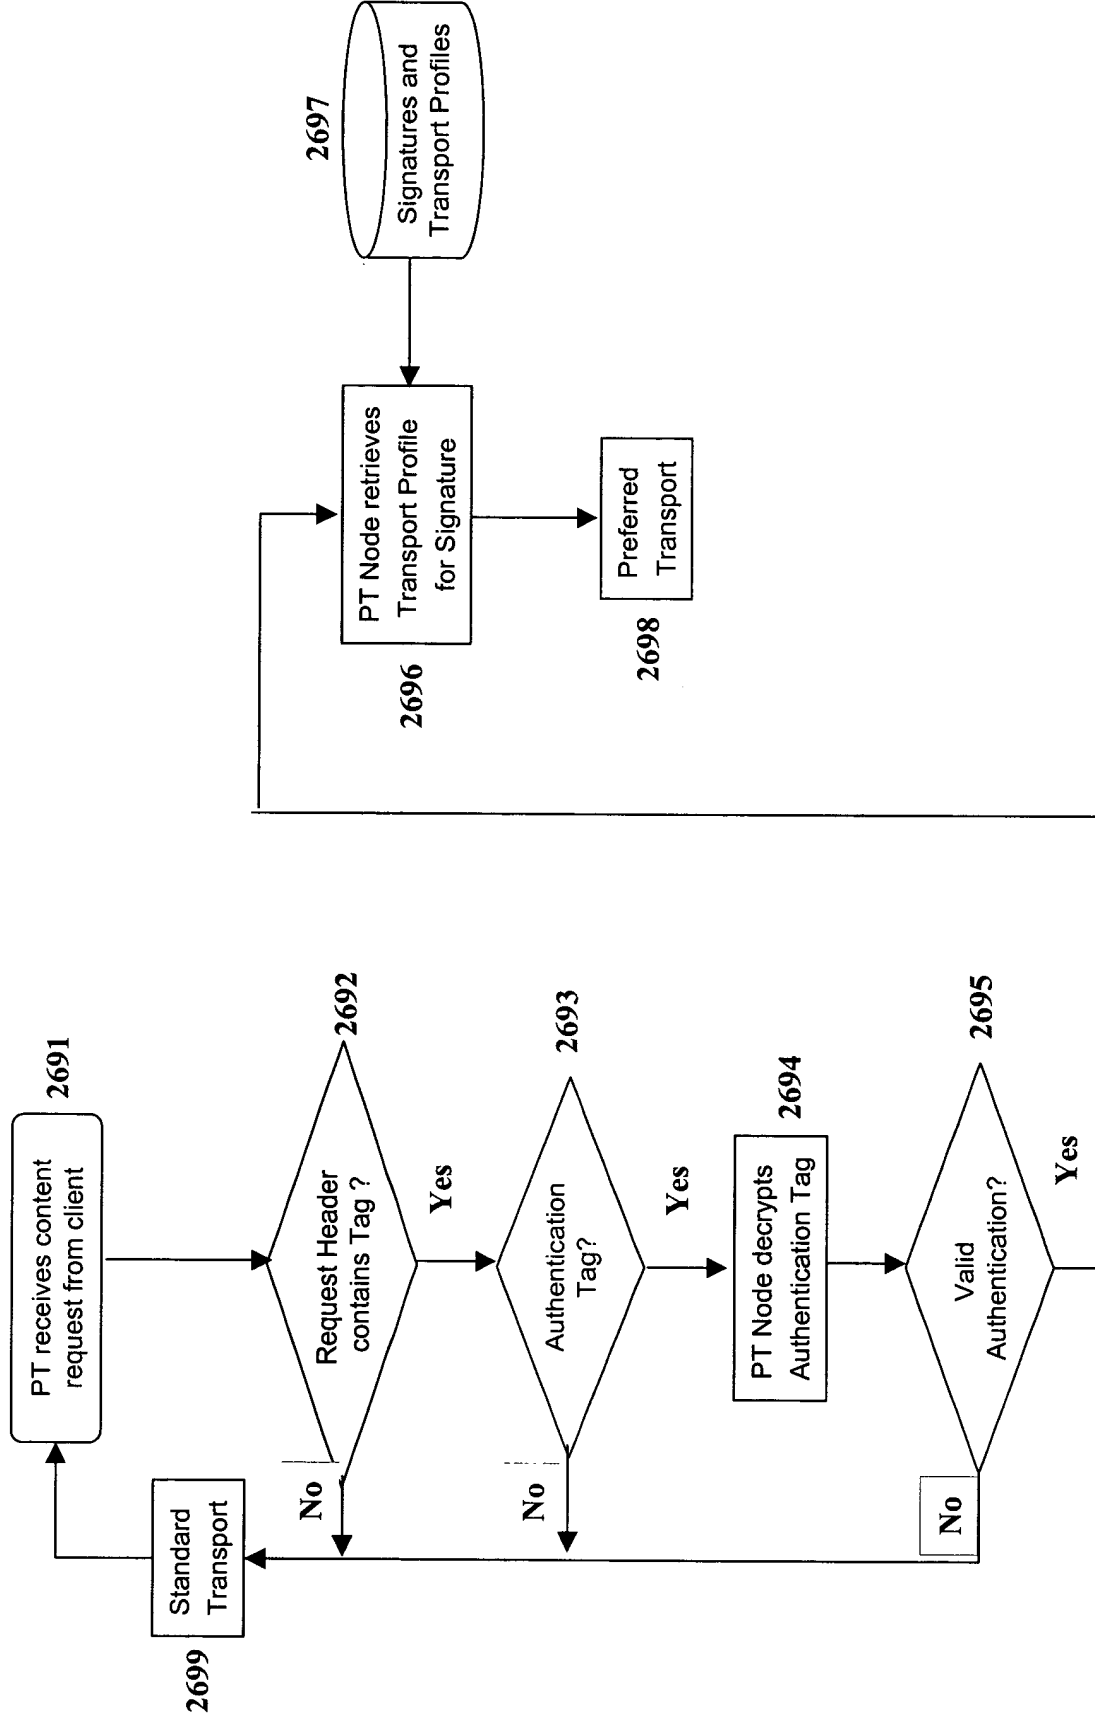 2699
Standard
Transport
PT receives content
request from client
2691
Request Header
contains Tag ?
2692
No
Yes
Authentication
Tag?
2693
No
Yes
PT Node decrypts
Authentication Tag
2694
Valid
Authentication?
2695
No
Yes
PT Node retrieves
Transport Profile
for Signature
2696
Signatures and
Transport Profiles
2697
Preferred
Transport
2698